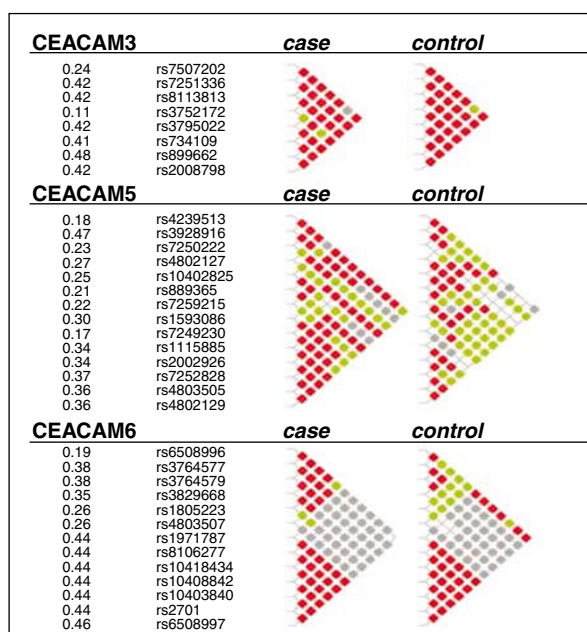 CEACAM3 case control
0.24 rs7507202
0.42 rs7251336
0.42 rs8113813
0.11 rs3752172
0.42 rs3795022
0.41 rs734109
0.48 rs899662
0.42 rs2008798
CEACAM5 case control
0.18 rs4239513
0.47 rs3928916
0.23 rs7250222
0.27 rs4802127
0.25 rs10402825
0.21 rs889365
0.22 rs7259215
0.30 rs1593086
0.17 rs7249230
0.34 rs1115885
0.34 rs2002926
0.37 rs7252828
0.36 rs4803505
0.36 rs4802129
CEACAM6 case control
0.19 rs6508996
0.38 rs3764577
0.38 rs3764579
0.35 rs3829668
0.26 rs1805223
0.26 rs4803507
0.44 rs1971787
0.44 rs8106277
0.44 rs10418434
0.44 rs10408842
0.44 rs10403840
0.44 rs2701
0.46 rs6508997